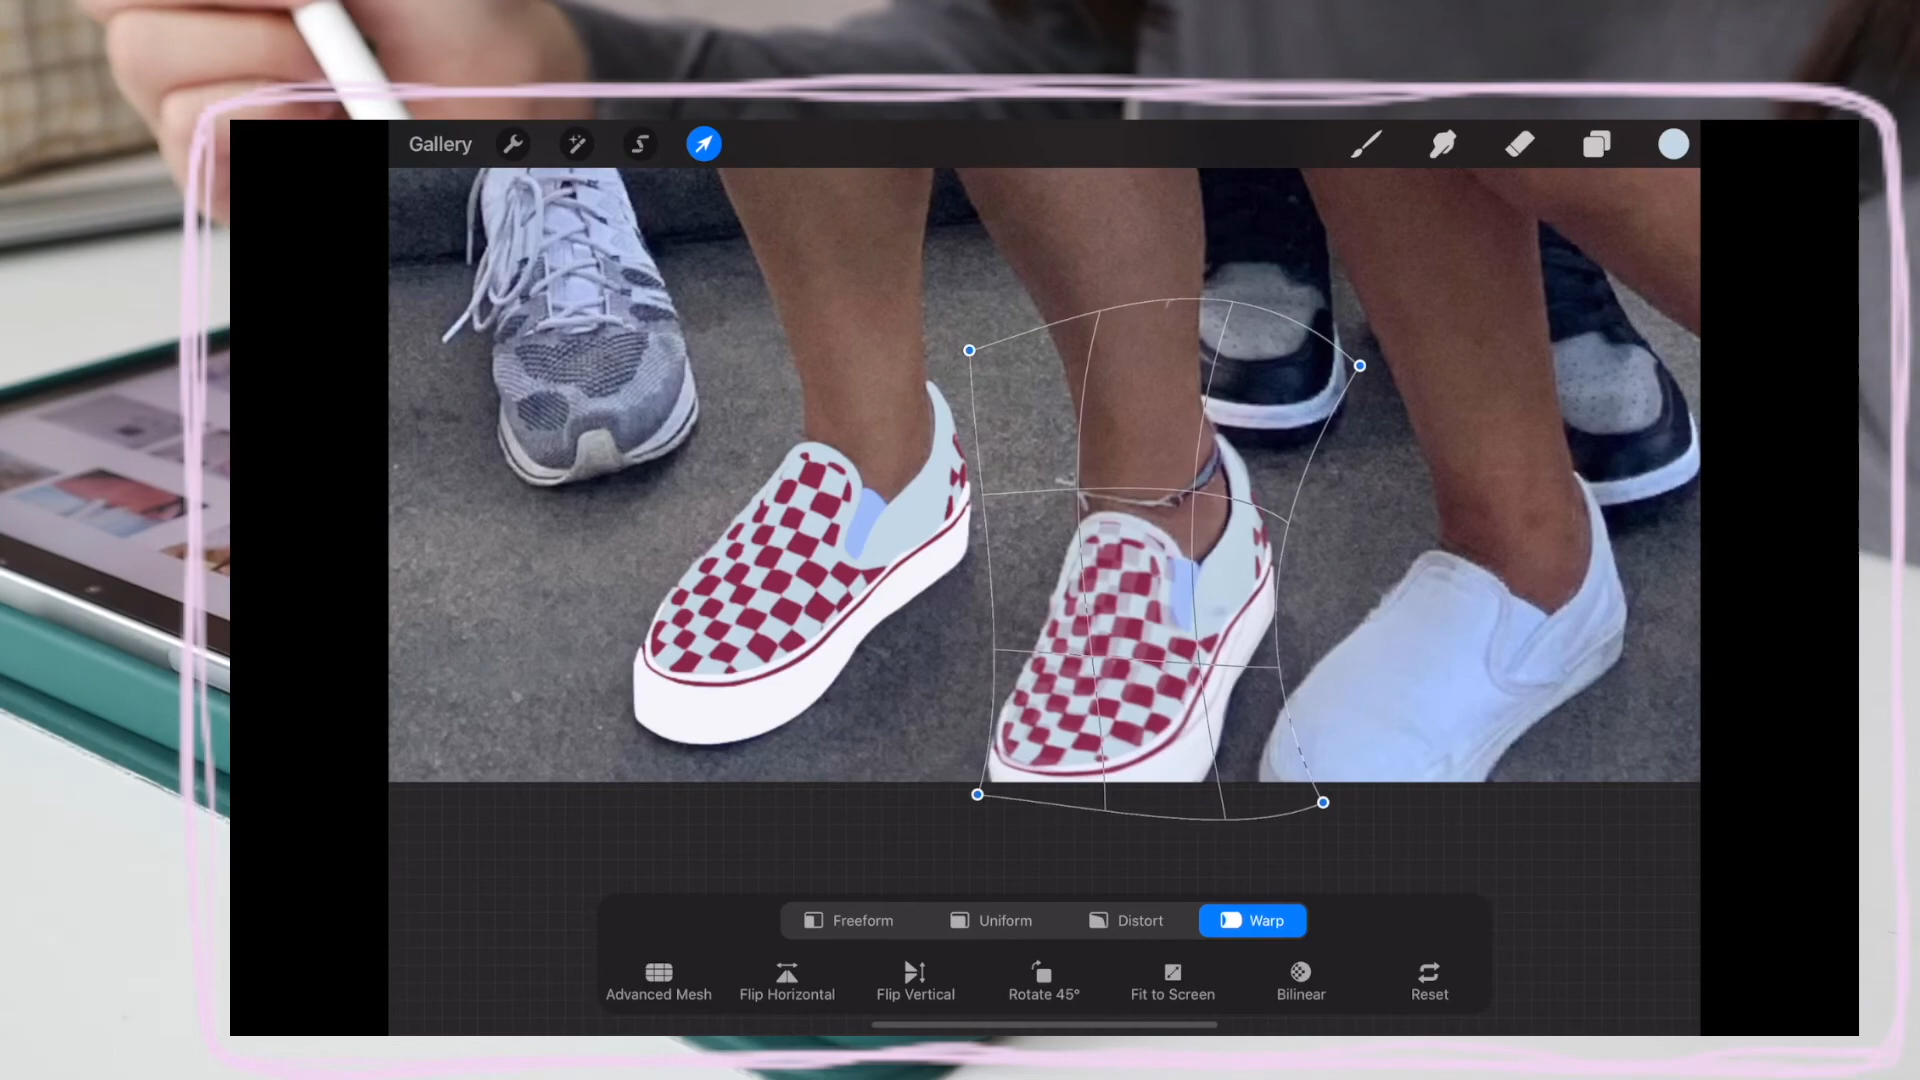 Gallery
Freeform Uniform Distort Warp
Advanced Mesh Flip Horizontal Flip Vertical Rotate 45° Fit to Screen Bilinear Reset